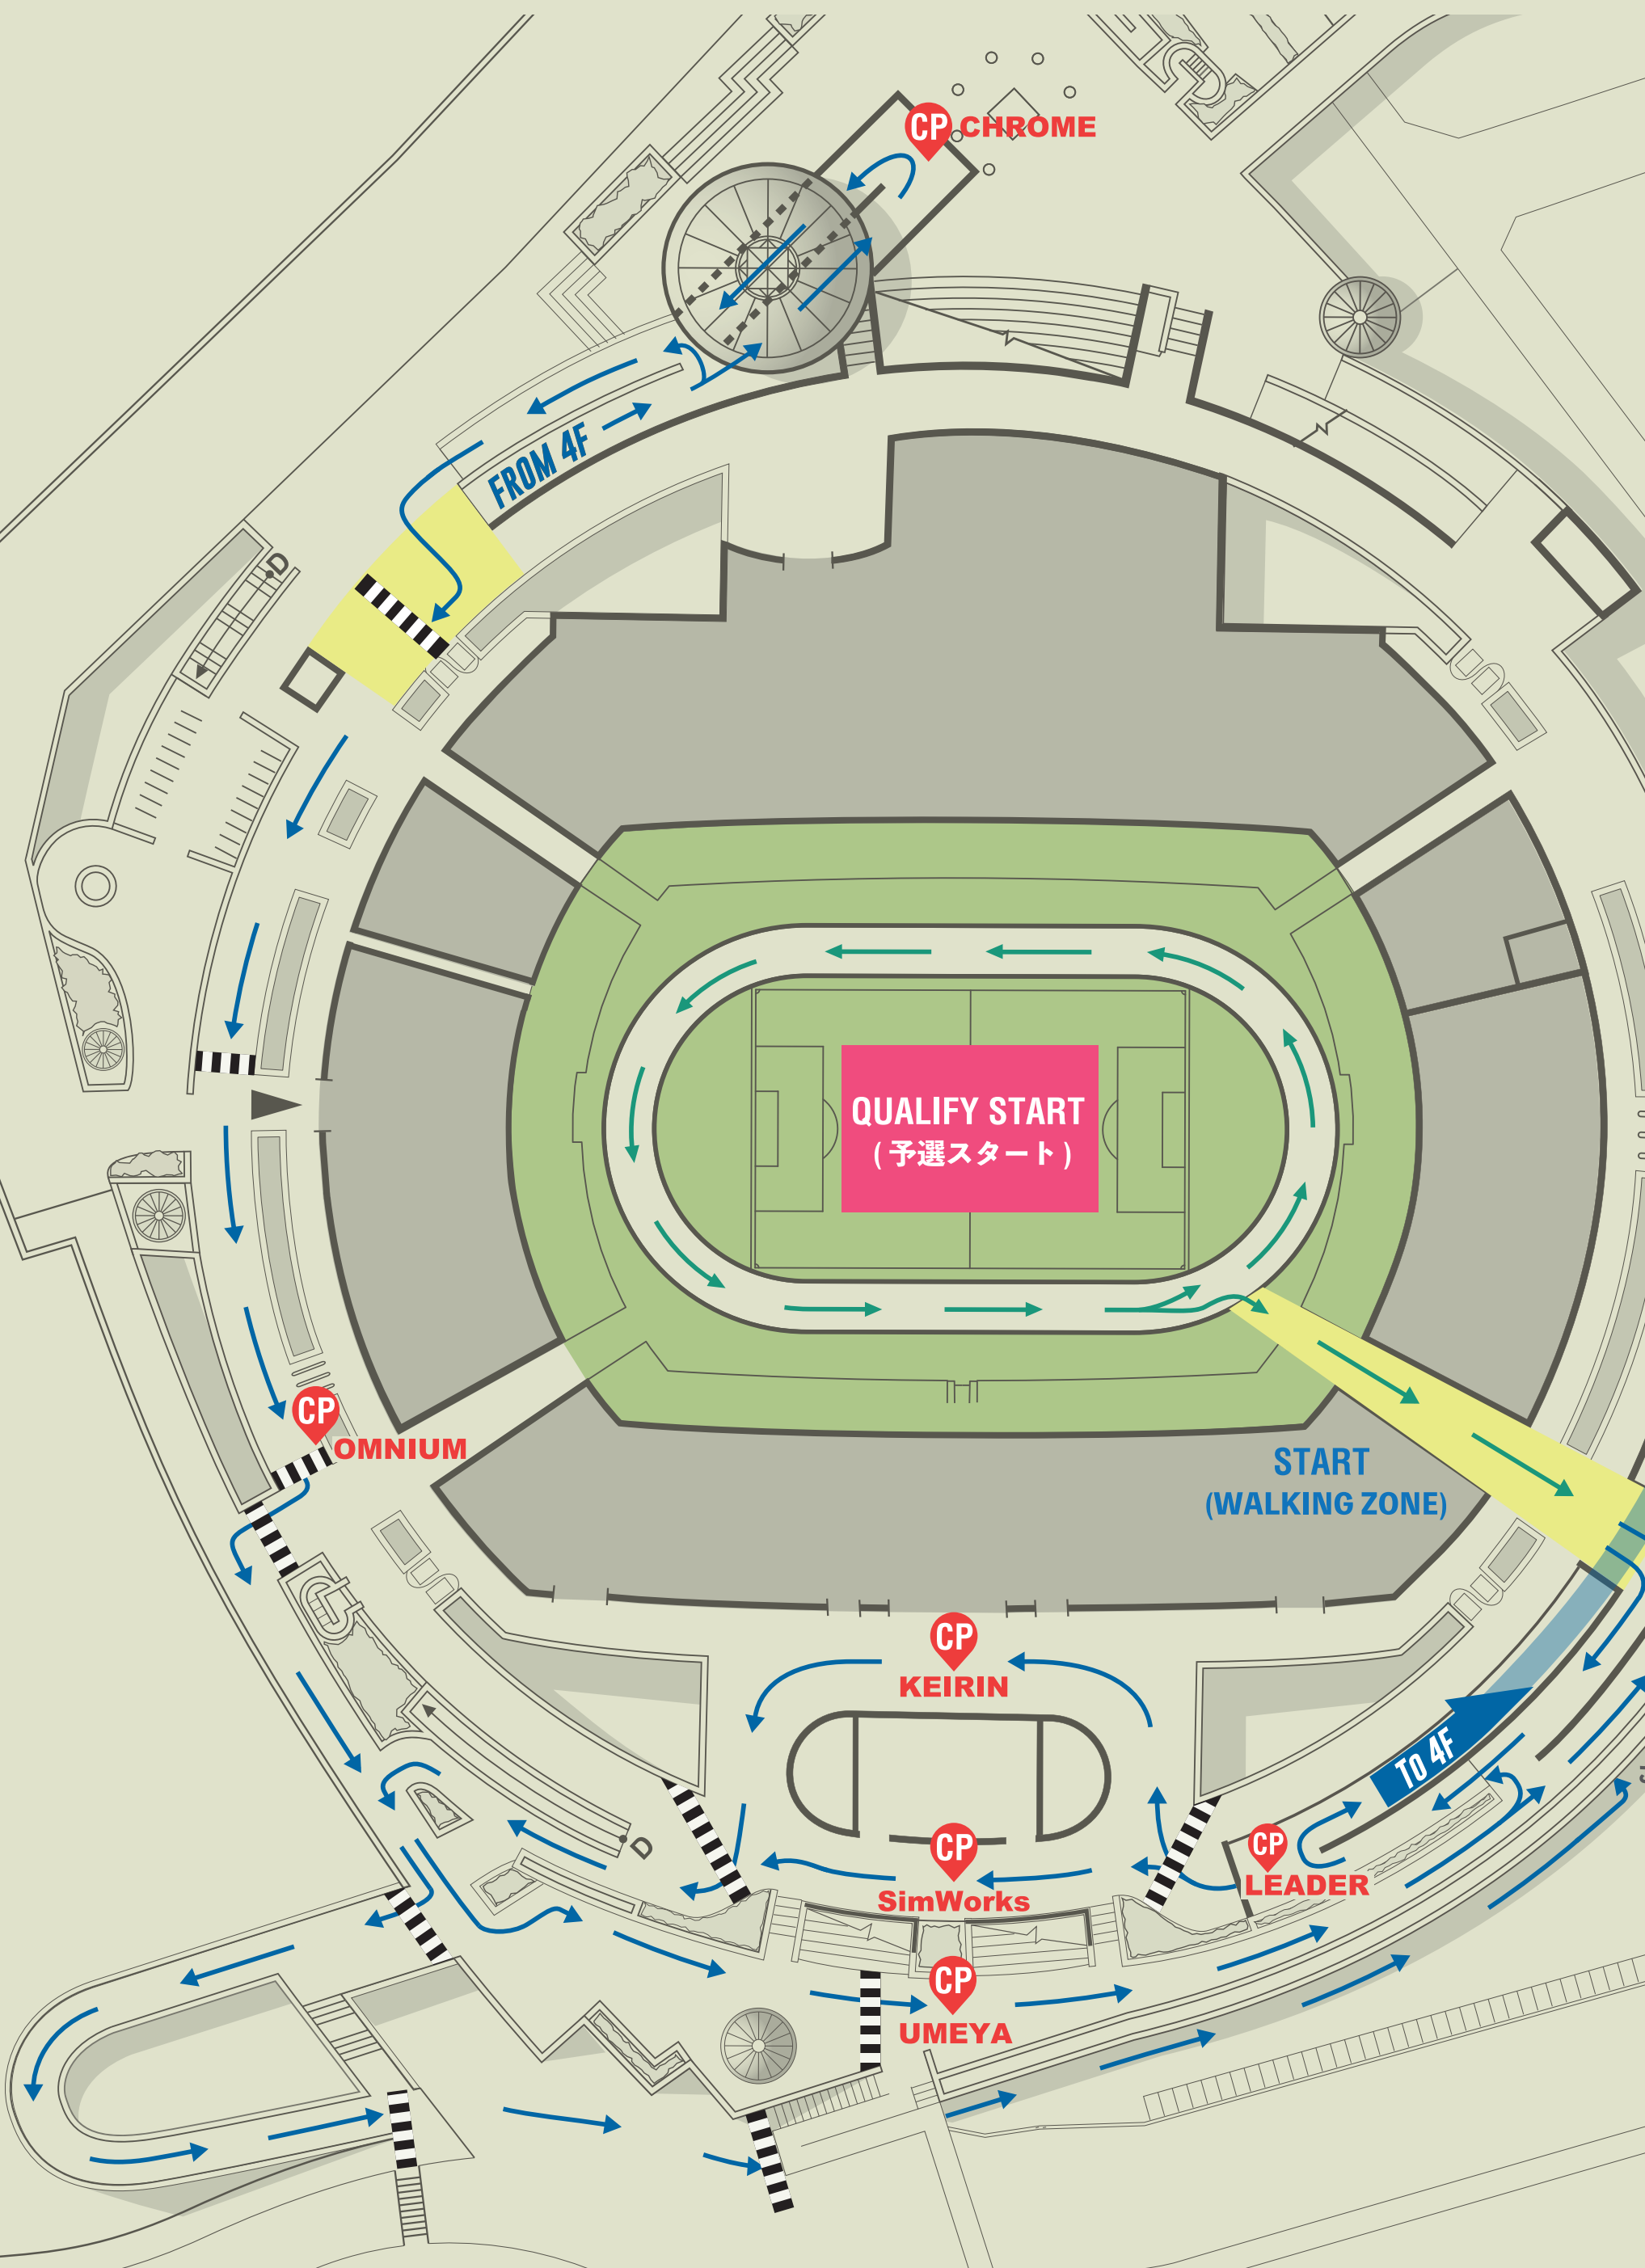 CP
CHROME
FROM 4F
D
QUALIFY START
(予選スタート)
CP
OMNIUM
START
(WALKING ZONE)
CP
KEIRIN
TO 4F
D
CP
SimWorks
CP
LEADER
CP
UMEYA